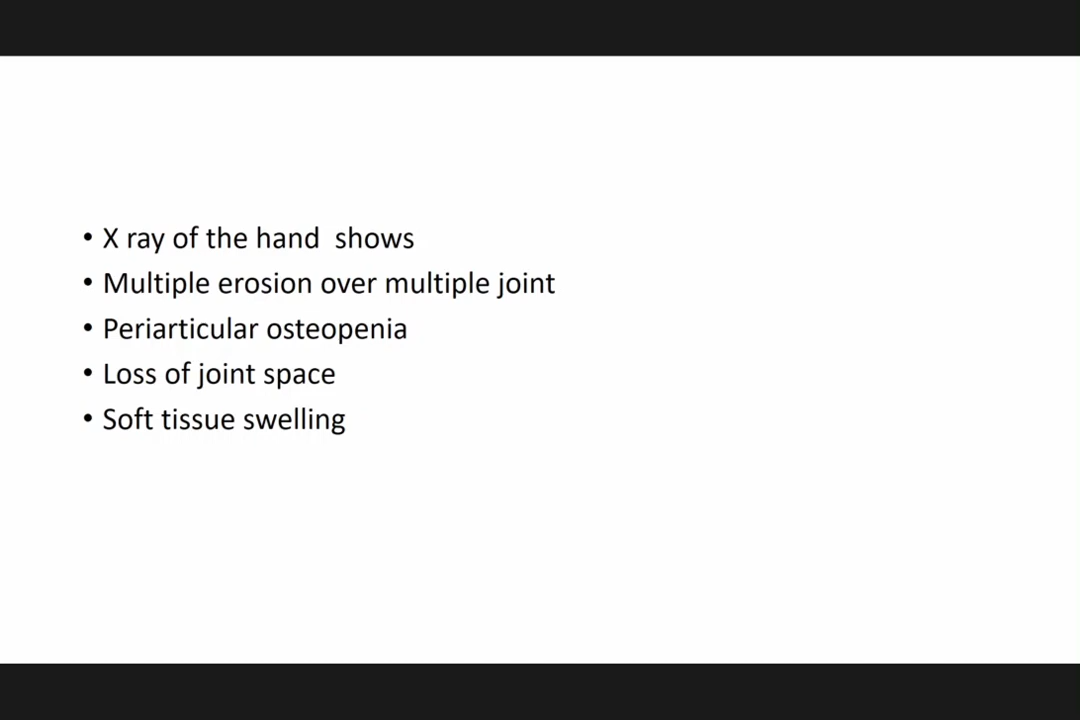 • X ray of the hand  shows
• Multiple erosion over multiple joint
• Periarticular osteopenia
• Loss of joint space
• Soft tissue swelling